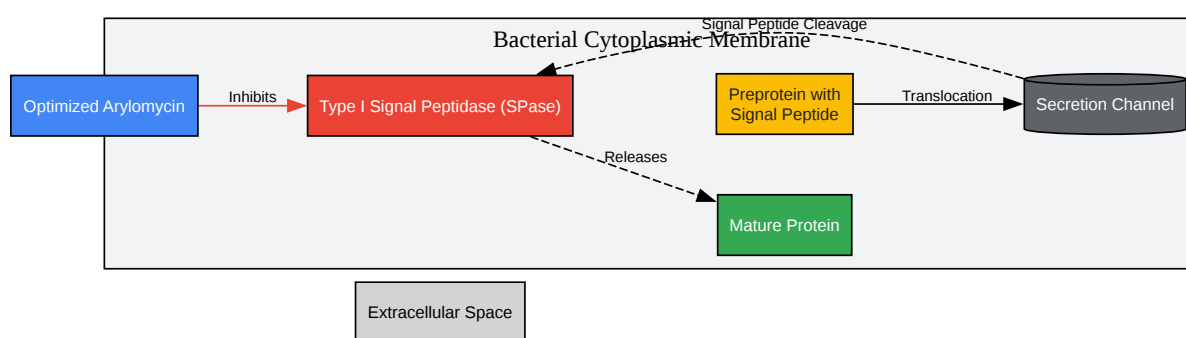 Signal Peptide Cleavage
Bacterial Cytoplasmic Membrane
Optimized Arylomycin
Inhibits
Type I Signal Peptidase (SPase)
Preprotein with
Signal Peptide
Translocation
Secretion Channel
Releases
Mature Protein
Extracellular Space